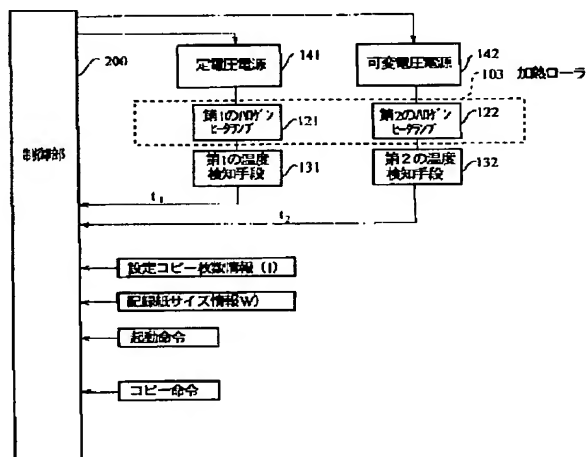 200
定電圧電源
141
可変電圧電源
142
103 加熱ローラ
第1のハロゲン
ヒータランプ
121
第2のハロゲン
ヒータランプ
122
制御部
第1の温度
検知手段
131
第2の温度
検知手段
132
t1
t2
設定コピー枚数情報(I)
記録紙サイズ情報W)
起動命令
コピー命令